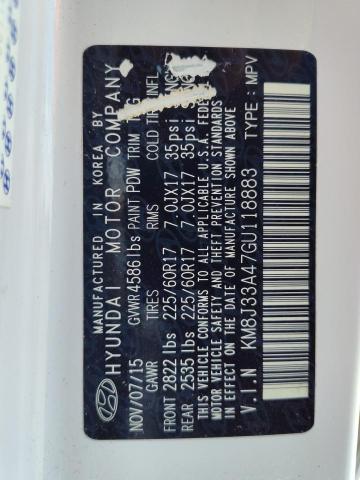 MANUFACTURED IN KOREA BY
HYUNDAI MOTOR COMPANY
NOV/07/15 GVWR 4586 lbs PAINT PDW TRIM
GAWR TIRES RIMS COLD TIRE INFL
FRONT 2822 lbs 225/60R17 7.0JX17 35psi
REAR 2535 lbs 225/60R17 7.0JX17 35psi
THIS VEHICLE CONFORMS TO ALL APPLICABLE U.S.A. FEDERAL
MOTOR VEHICLE SAFETY AND THEFT PREVENTION STANDARDS
IN EFFECT ON THE DATE OF MANUFACTURE SHOWN ABOVE
V.I.N KM8J33A47GU118883 TYPE: MPV